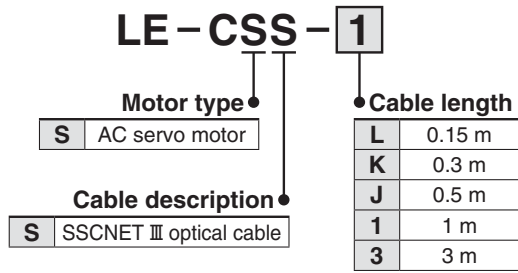 LE – CSS – 1
Motor type
S AC servo motor
Cable description
S SSCNET Ⅲ optical cable
Cable length
L 0.15 m
K 0.3 m
J 0.5 m
1 1 m
3 3 m